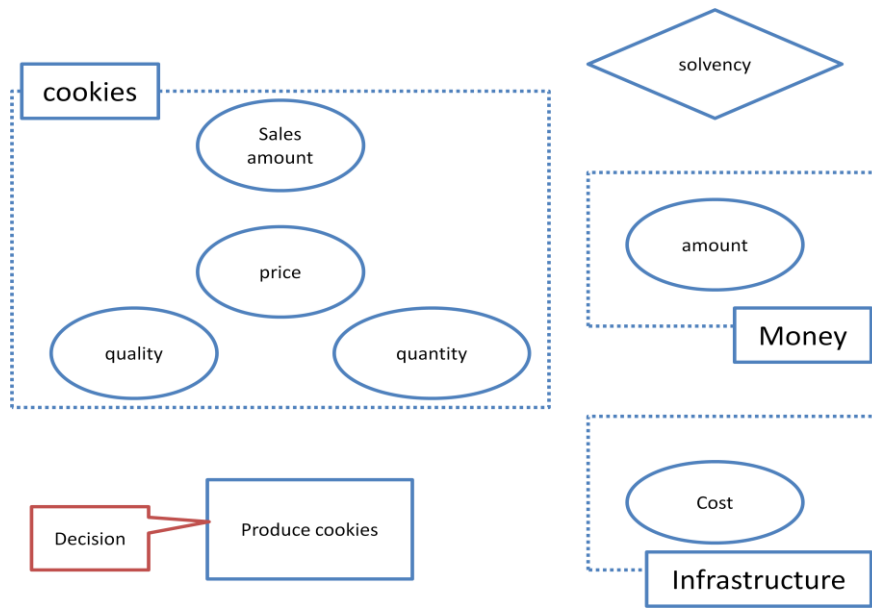 solvency
cookies
Sales
amount
amount
price
Money
quality
quantity
Cost
Decision
Produce cookies
Infrastructure